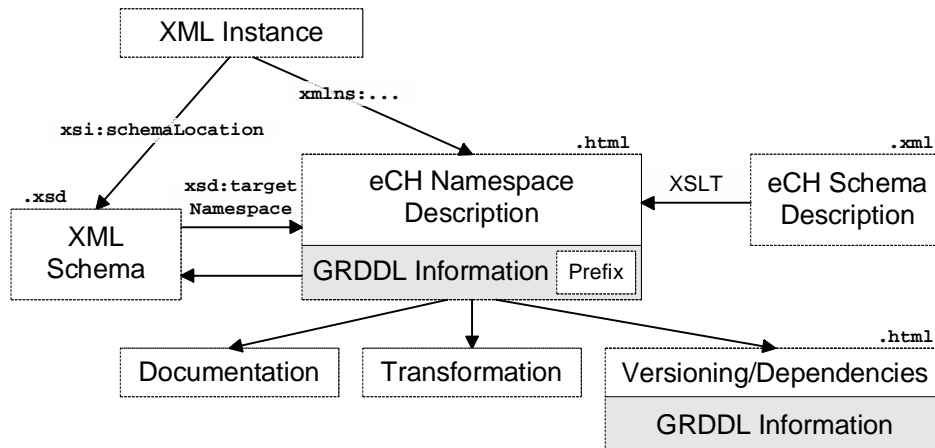 XML Instance
xmlns:...
xsi:schemaLocation
.html
.xml
eCH Namespace
Description
XSLT
eCH Schema
Description
.xsd
xsd:target
Namespace
XML
Schema
GRDDL Information
Prefix
.html
Documentation
Transformation
Versioning/Dependencies
GRDDL Information